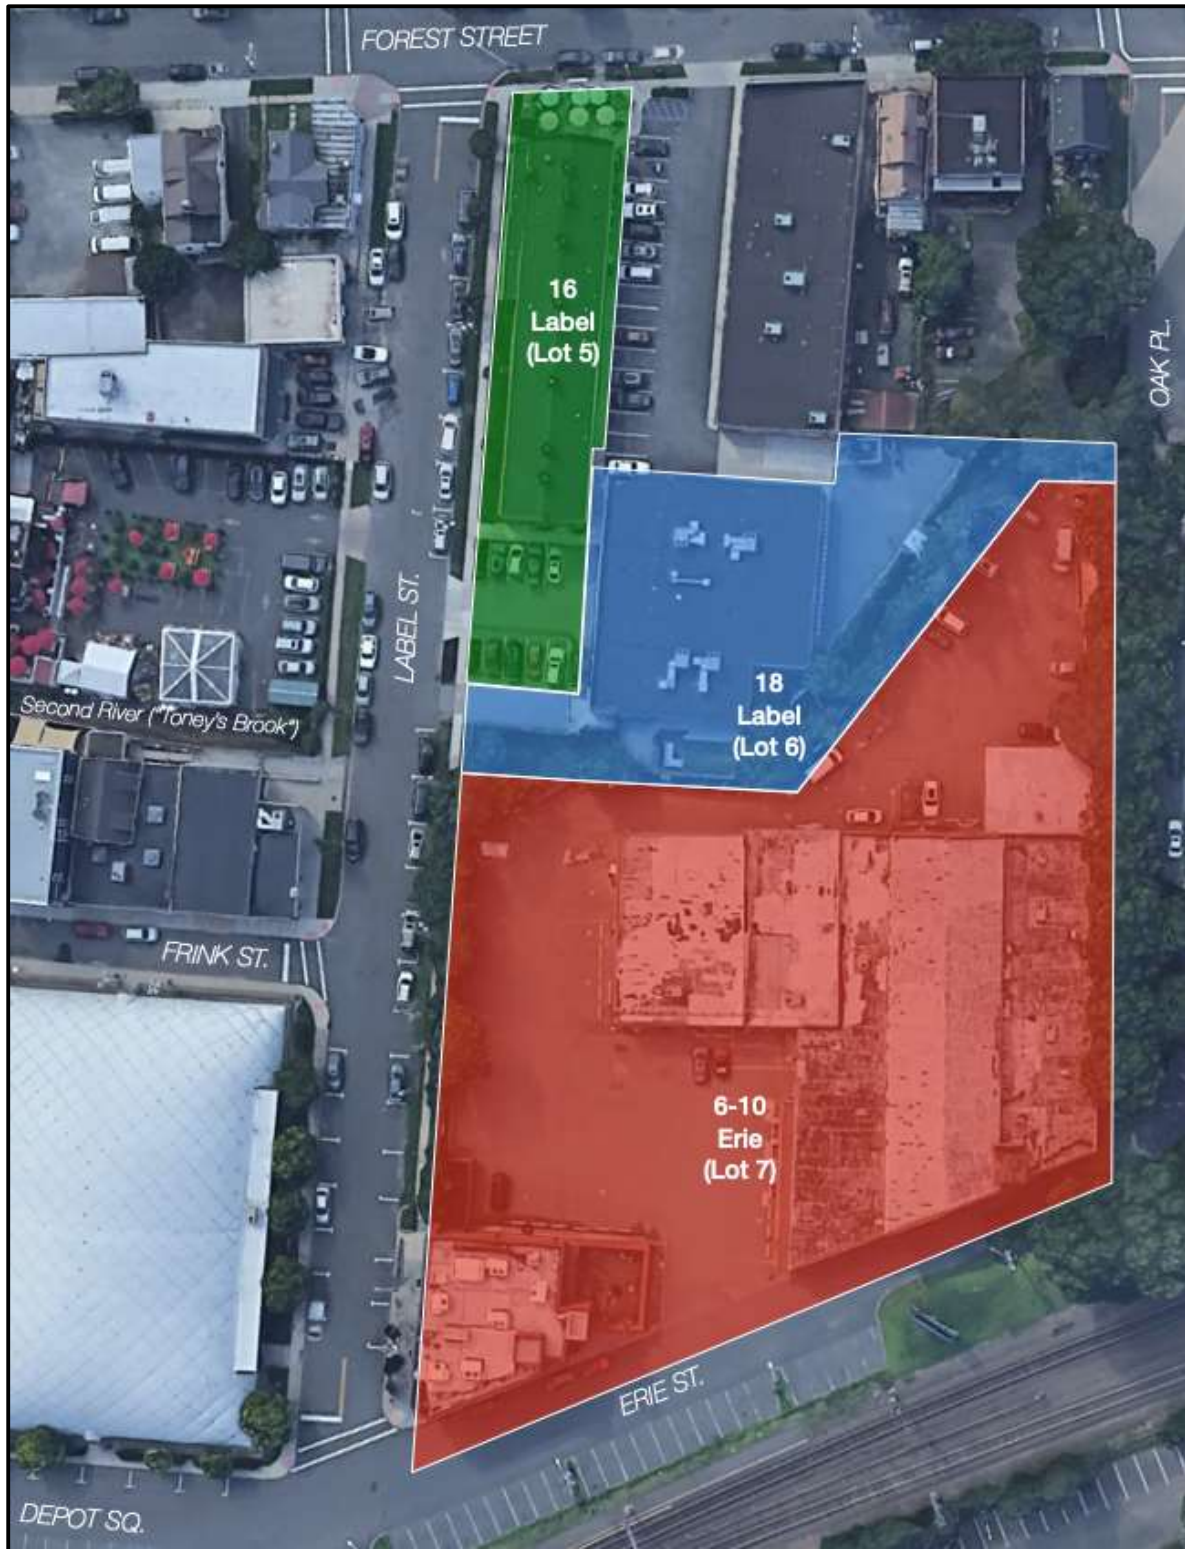 FOREST STREET
16
Label
(Lot 5)
OAK PL.
LABEL ST.
18
Label
(Lot 6)
Second River ("Toney's Brook")
FRINK ST.
6-10
Erie
(Lot 7)
ERIE ST.
DEPOT SQ.